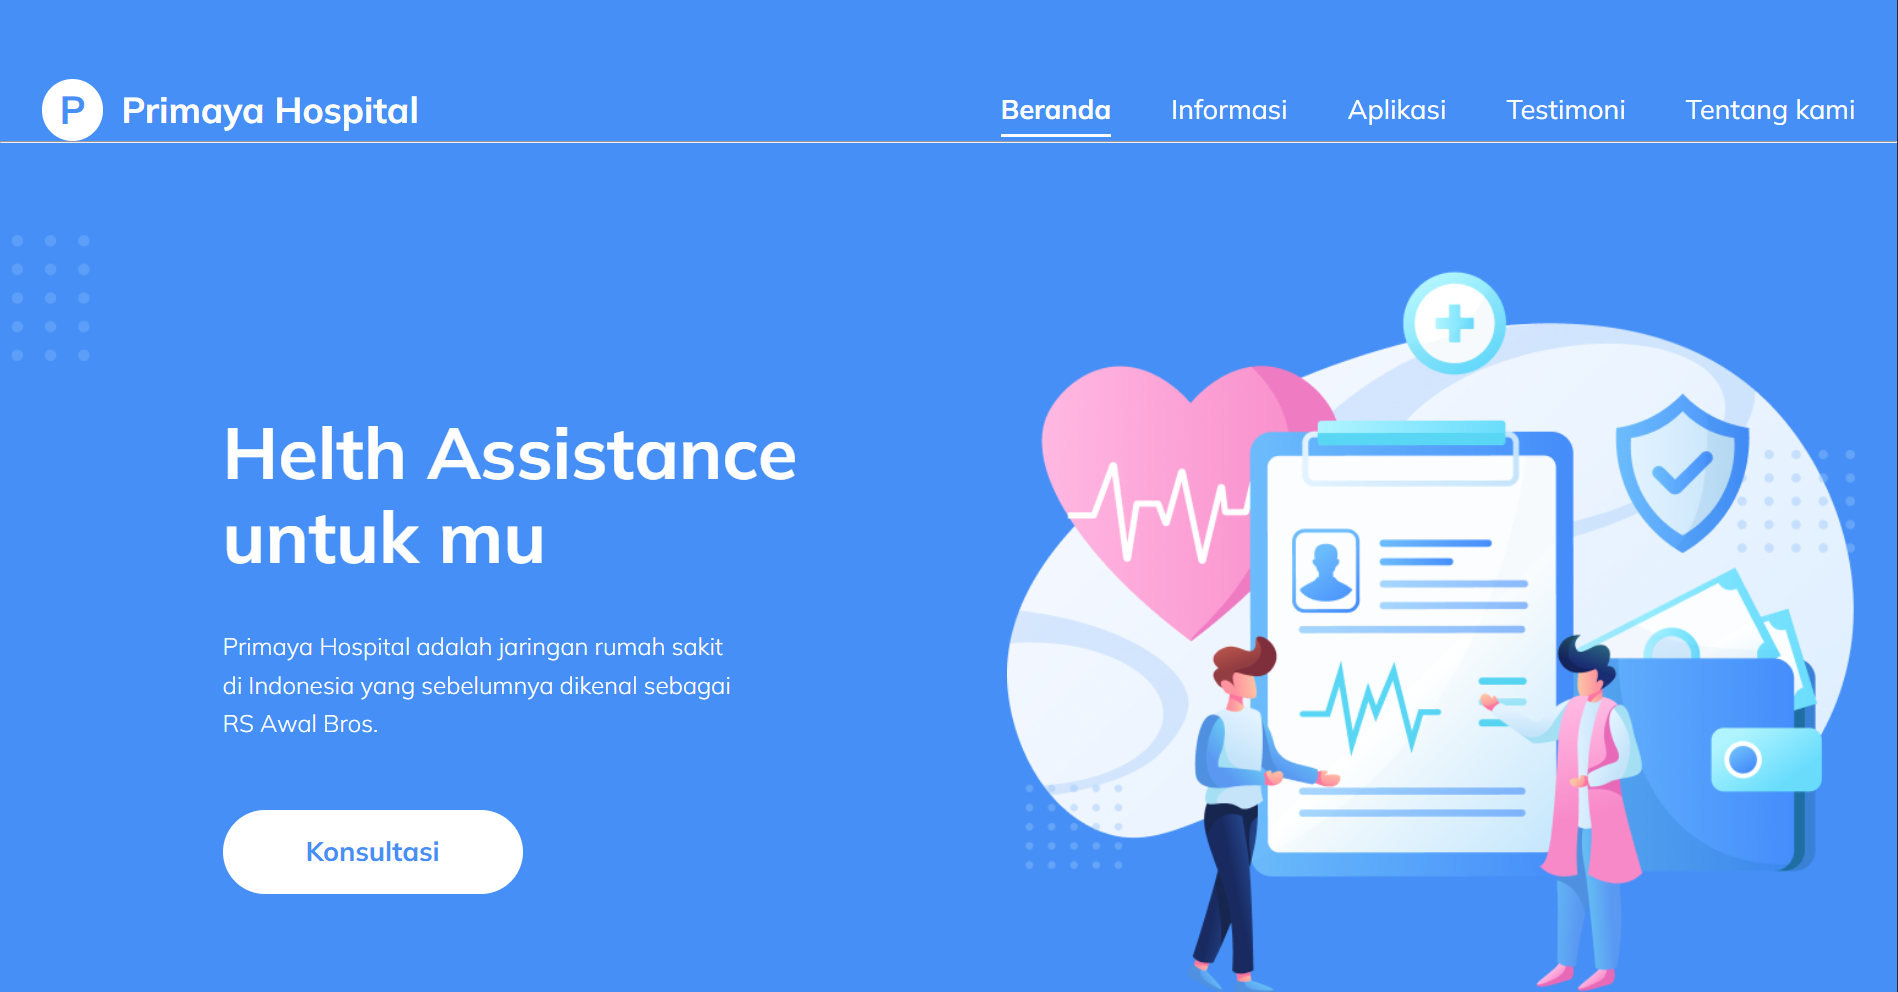 P Primaya Hospital
Beranda Informasi Aplikasi Testimoni Tentang kami
Helth Assistance
untuk mu
Primaya Hospital adalah jaringan rumah sakit
di Indonesia yang sebelumnya dikenal sebagai
RS Awal Bros.
Konsultasi